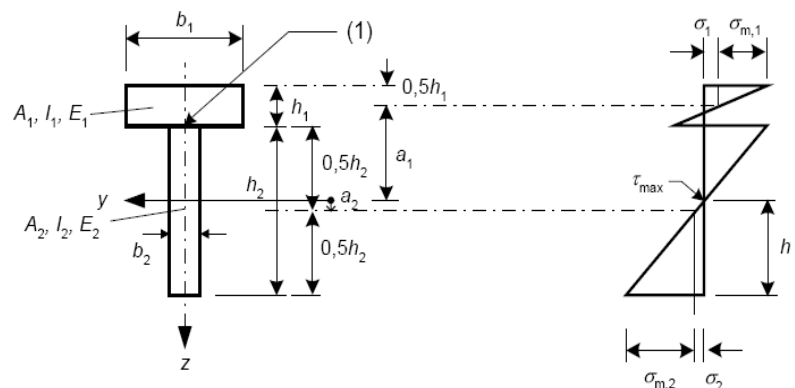 b₁
(1)
A₁, I₁, E₁
h₁
0,5h₁
a₁
h₂
0,5h₂
a₂
y
A₂, I₂, E₂
b₂
0,5h₂
z
σ₁
σm,1
τmax
h
σm,2
σ₂